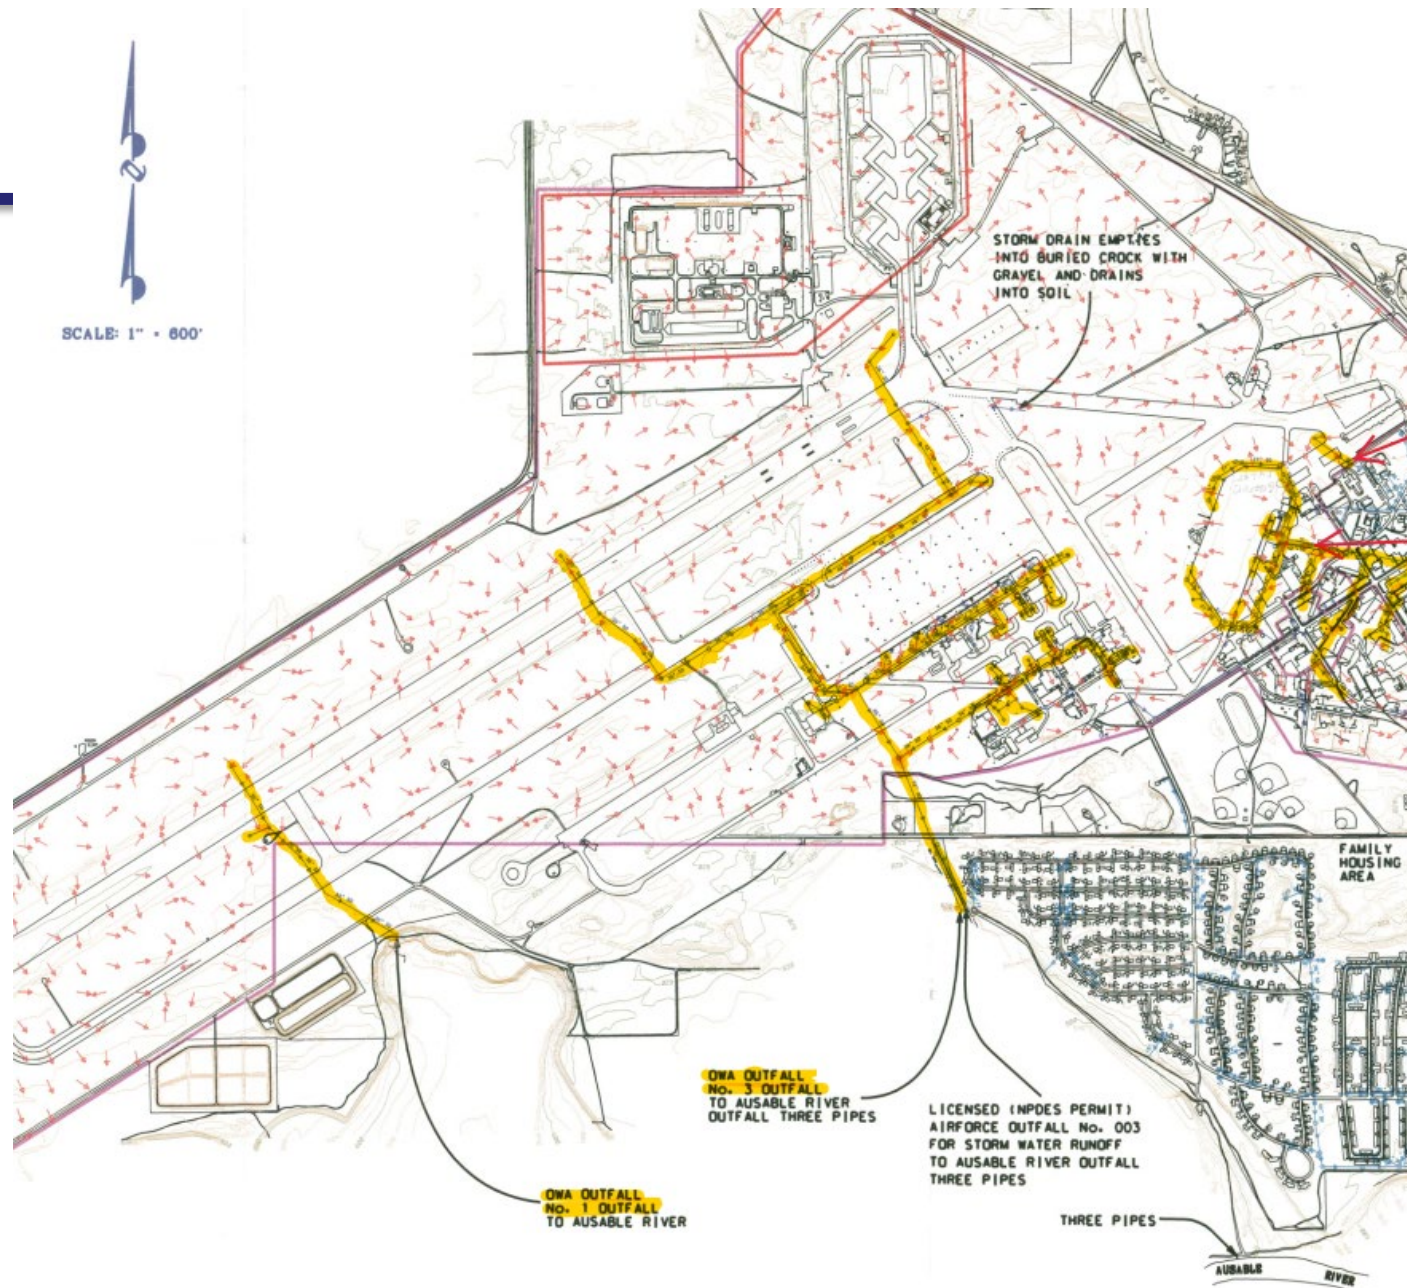 STORM DRAIN EMPTIES
INTO BURIED CROCK WITH
GRAVEL AND DRAINS
INTO SOIL
SCALE: 1" = 600'
FAMILY
HOUSING
AREA
OWA OUTFALL
No. 3 OUTFALL
TO AUSABLE RIVER
OUTFALL THREE PIPES
LICENSED (NPDES PERMIT)
AIRFORCE OUTFALL No. 003
FOR STORM WATER RUNOFF
TO AUSABLE RIVER OUTFALL
THREE PIPES
OWA OUTFALL
No. 1 OUTFALL
TO AUSABLE RIVER
THREE PIPES
AUSABLE RIVER